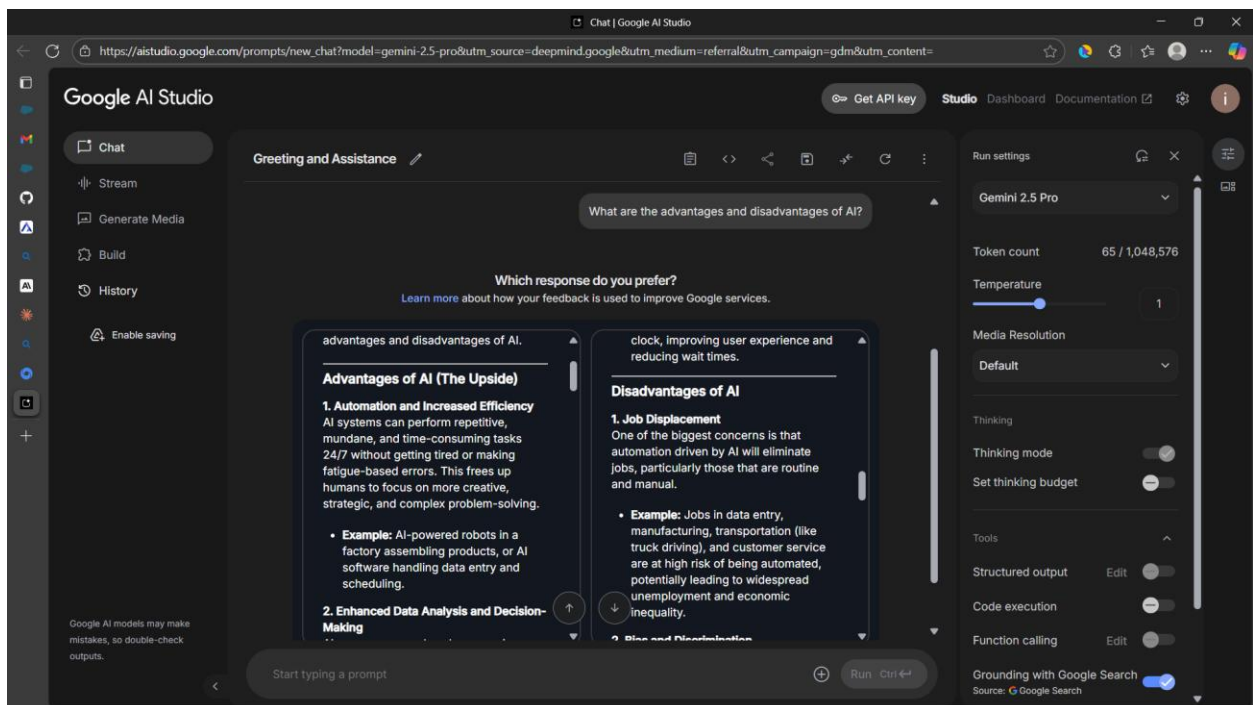 Chat | Google AI Studio
https://aistudio.google.com/prompts/new_chat?model=gemini-2.5-pro&utm_source=deepmind.google&utm_medium=referral&utm_campaign=gdm&utm_content=
Google AI Studio
Get API key
Studio Dashboard Documentation
i
Chat
Stream
Generate Media
Build
History
Enable saving
Google AI models may make
mistakes, so double-check
outputs.
Greeting and Assistance
What are the advantages and disadvantages of AI?
Which response do you prefer?
Learn more about how your feedback is used to improve Google services.
advantages and disadvantages of AI.
Advantages of AI (The Upside)
1. Automation and Increased Efficiency
AI systems can perform repetitive,
mundane, and time-consuming tasks
24/7 without getting tired or making
fatigue-based errors. This frees up
humans to focus on more creative,
strategic, and complex problem-solving.
• Example: AI-powered robots in a
factory assembling products, or AI
software handling data entry and
scheduling.
2. Enhanced Data Analysis and Decision-
Making
clock, improving user experience and
reducing wait times.
Disadvantages of AI
1. Job Displacement
One of the biggest concerns is that
automation driven by AI will eliminate
jobs, particularly those that are routine
and manual.
• Example: Jobs in data entry,
manufacturing, transportation (like
truck driving), and customer service
are at high risk of being automated,
potentially leading to widespread
unemployment and economic
inequality.
2. Bias and Discrimination
Start typing a prompt
Run Ctrl
Run settings
Gemini 2.5 Pro
Token count 65 / 1,048,576
Temperature
1
Media Resolution
Default
Thinking
Thinking mode
Set thinking budget
Tools
Structured output Edit
Code execution
Function calling Edit
Grounding with Google Search
Source: Google Search